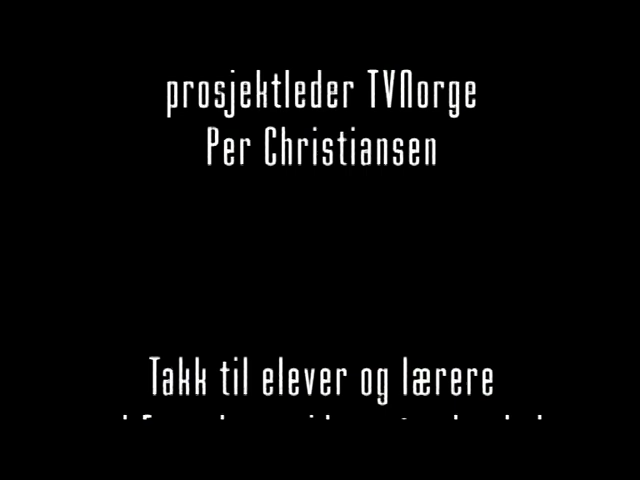 prosjektleder TVNorge
Per Christiansen
Takk til elever og lærere